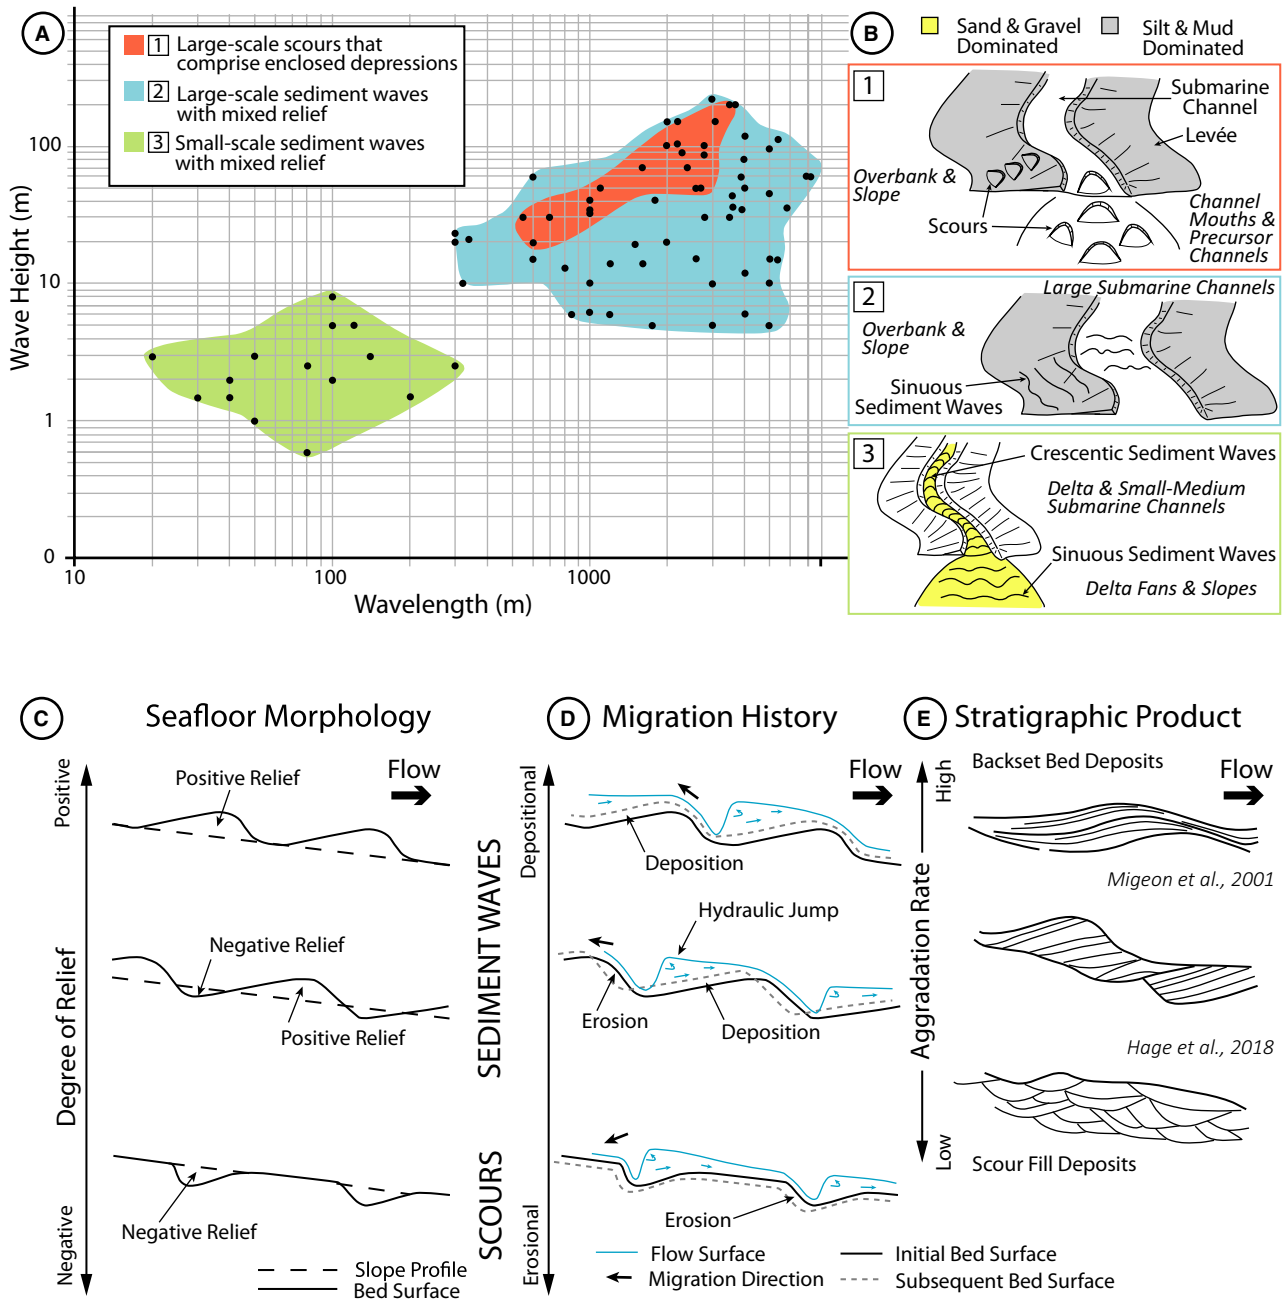 A
1 Large-scale scours that
comprise enclosed depressions
2 Large-scale sediment waves
with mixed relief
3 Small-scale sediment waves
with mixed relief
Wave Height (m)
100
10
1
0
10
100
1000
Wavelength (m)
B
Sand & Gravel
Dominated
Silt & Mud
Dominated
1
Submarine
Channel
Levée
Overbank &
Slope
Scours
Channel
Mouths &
Precursor
Channels
2
Large Submarine Channels
Overbank &
Slope
Sinuous
Sediment Waves
3
Crescentic Sediment Waves
Delta & Small-Medium
Submarine Channels
Sinuous Sediment Waves
Delta Fans & Slopes
C
Seafloor Morphology
Positive
Degree of Relief
Negative
Positive Relief
Flow
Negative Relief
Positive Relief
Negative Relief
Slope Profile
Bed Surface
SEDIMENT WAVES
SCOURS
D
Migration History
Depositional
Erosional
Flow
Deposition
Hydraulic Jump
Erosion
Deposition
Erosion
Flow Surface
Migration Direction
Initial Bed Surface
Subsequent Bed Surface
E
Stratigraphic Product
High
Aggradation Rate
Low
Backset Bed Deposits
Flow
Migeon et al., 2001
Hage et al., 2018
Scour Fill Deposits